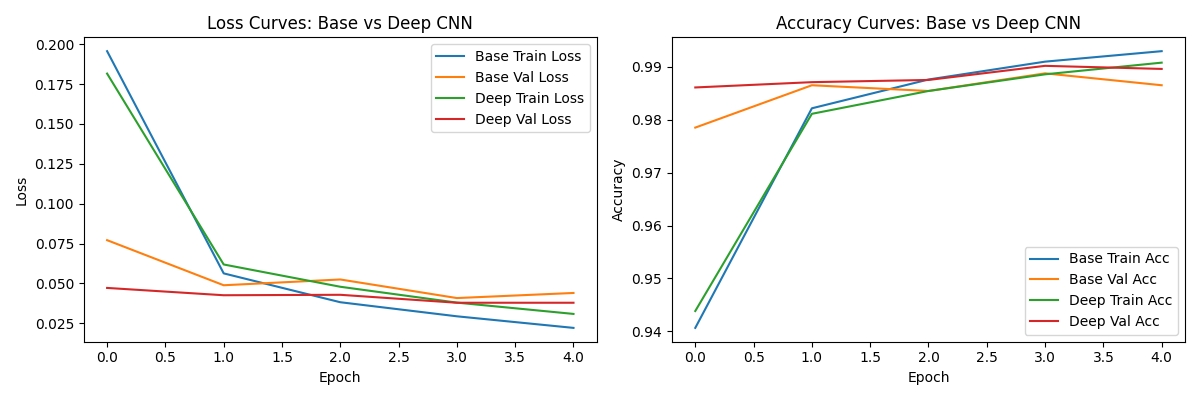 Loss Curves: Base vs Deep CNN
0.200
0.175
0.150
0.125
0.100
0.075
0.050
0.025
Loss
0.0 0.5 1.0 1.5 2.0 2.5 3.0 3.5 4.0
Epoch
Base Train Loss
Base Val Loss
Deep Train Loss
Deep Val Loss
Accuracy Curves: Base vs Deep CNN
0.99
0.98
0.97
0.96
0.95
0.94
Accuracy
0.0 0.5 1.0 1.5 2.0 2.5 3.0 3.5 4.0
Epoch
Base Train Acc
Base Val Acc
Deep Train Acc
Deep Val Acc